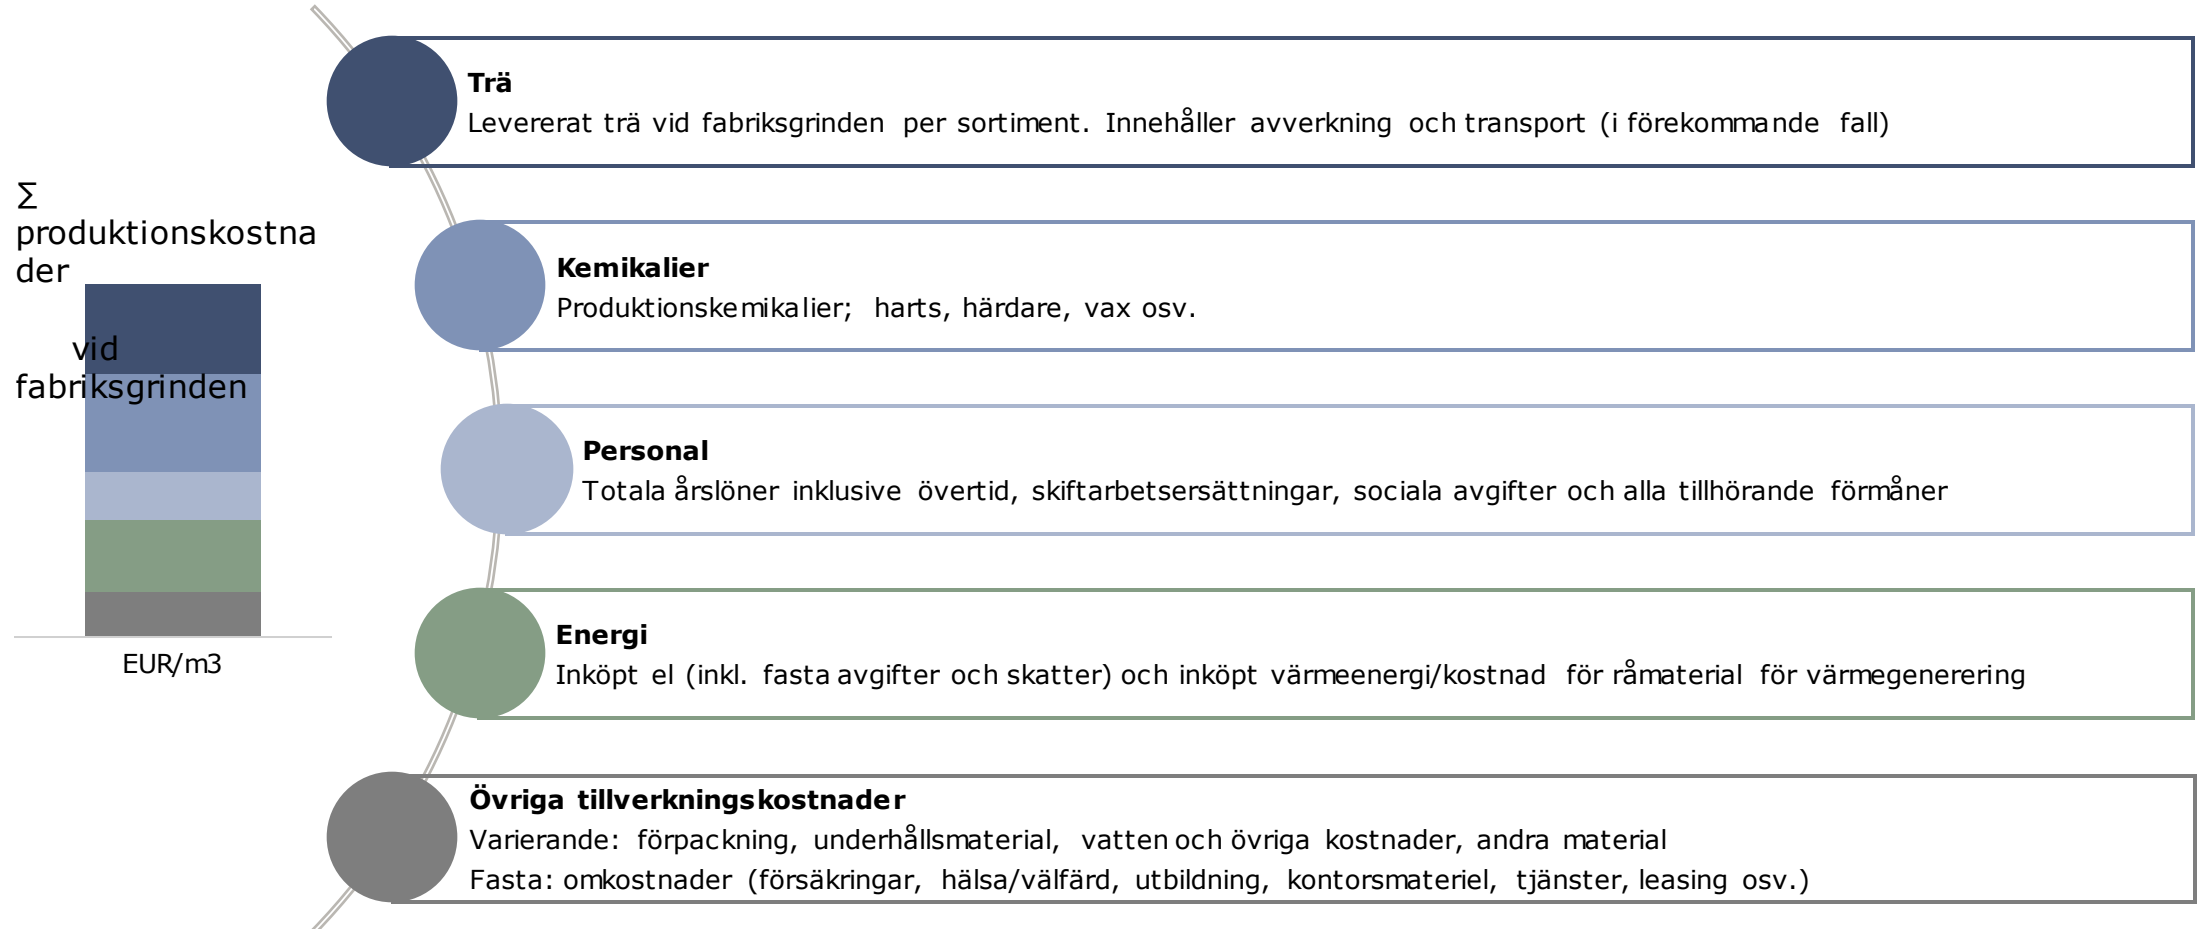 ∑
produktionskostna
der
vid
fabriksgrinden
EUR/m3
Trä
Levererat trä vid fabriksgrinden per sortiment. Innehåller avverkning och transport (i förekommande fall)
Kemikalier
Produktionskemikalier; harts, härdare, vax osv.
Personal
Totala årslöner inklusive övertid, skiftarbetsersättningar, sociala avgifter och alla tillhörande förmåner
Energi
Inköpt el (inkl. fasta avgifter och skatter) och inköpt värmeenergi/kostnad för råmaterial för värmegenerering
Övriga tillverkningskostnader
Varierande: förpackning, underhållsmaterial, vatten och övriga kostnader, andra material
Fasta: omkostnader (försäkringar, hälsa/välfärd, utbildning, kontorsmateriel, tjänster, leasing osv.)